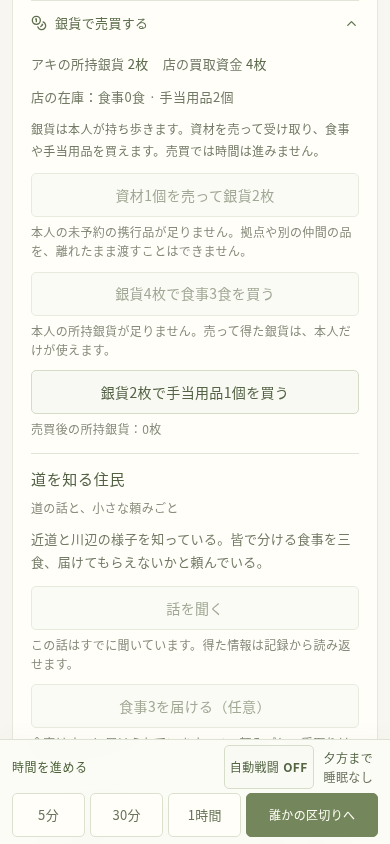 銀貨で売買する
アキの所持銀貨 2枚　店の買取資金 4枚
店の在庫：食事0食・手当用品2個
銀貨は本人が持ち歩きます。資材を売って受け取り、食事
や手当用品を買えます。売買では時間は進みません。
資材1個を売って銀貨2枚
本人の未予約の携行品が足りません。拠点や別の仲間の品
を、離れたまま渡すことはできません。
銀貨4枚で食事3食を買う
本人の所持銀貨が足りません。売って得た銀貨は、本人だ
けが使えます。
銀貨2枚で手当用品1個を買う
売買後の所持銀貨：0枚
道を知る住民
道の話と、小さな頼みごと
近道と川辺の様子を知っている。皆で分ける食事を三
食、届けてもらえないかと頼んでいる。
話を聞く
この話はすでに聞いています。得た情報は記録から読み返
せます。
食事3を届ける（任意）
時間を進める
自動戦闘 OFF
夕方まで
睡眠なし
5分
30分
1時間
誰かの区切りへ